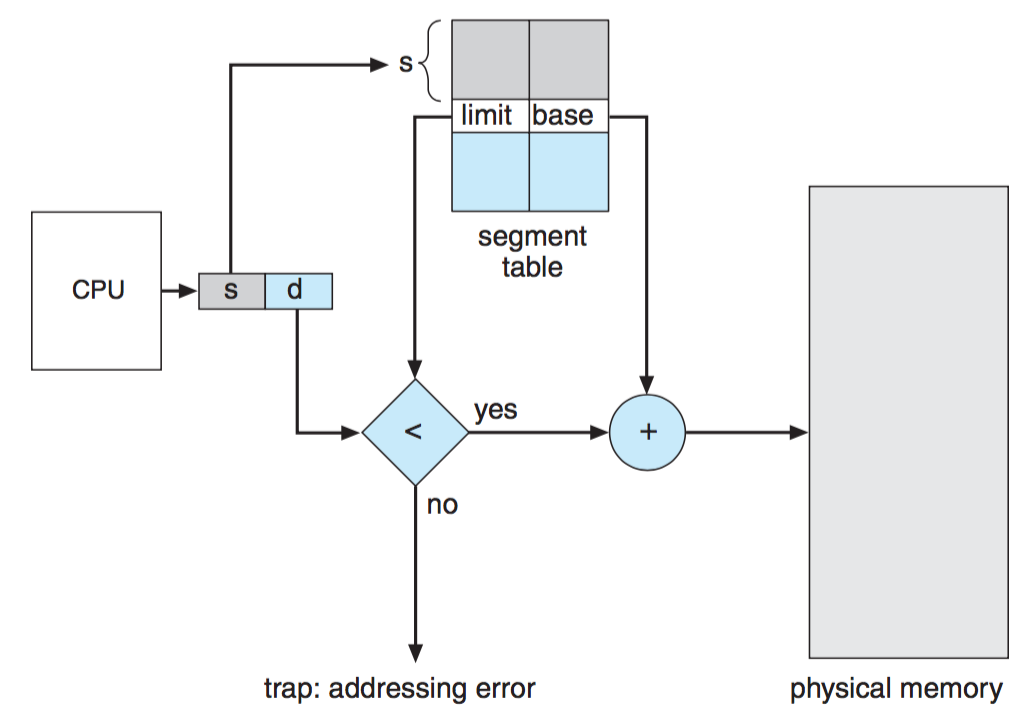 s
limit base
segment
table
CPU
s d
<
yes
+
no
trap: addressing error
physical memory